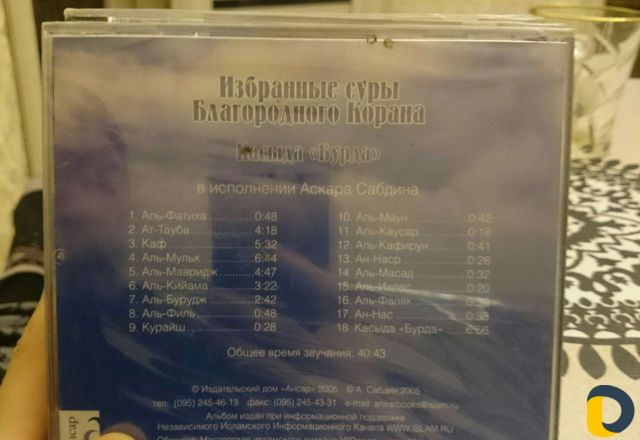 Избранные суры
Благородного Корана
Касыда «Бурда»
в исполнении Аскара Сабдина
1. Аль-Фатиха 0:48
2. Ат-Тауба 4:18
3. Каф 5:32
4. Аль-Мульк 6:44
5. Аль-Мааридж 4:47
6. Аль-Кийама 3:22
7. Аль-Бурудж 2:42
8. Аль-Филь 0:48
9. Курайш 0:28
10. Аль-Маун 0:42
11. Аль-Каусар 0:18
12. Аль-Кафирун 0:41
13. Ан-Наср 0:28
14. Аль-Масад 0:32
15. Аль-Ихлас 0:20
16. Аль-Фаляк
17. Ан-Нас 0:38
18. Касыда «Бурда» 6:56
Общее время звучания: 40:43
© Издательский дом «Ансар» 2005 © А. Сабдин 2005
тел: (095) 245-46-13 факс: (095) 245-43-31 e-mail: ansarbooks@islam.ru
Альбом издан при информационной поддержке
Независимого Исламского Информационного Канала WWW.ISLAM.RU